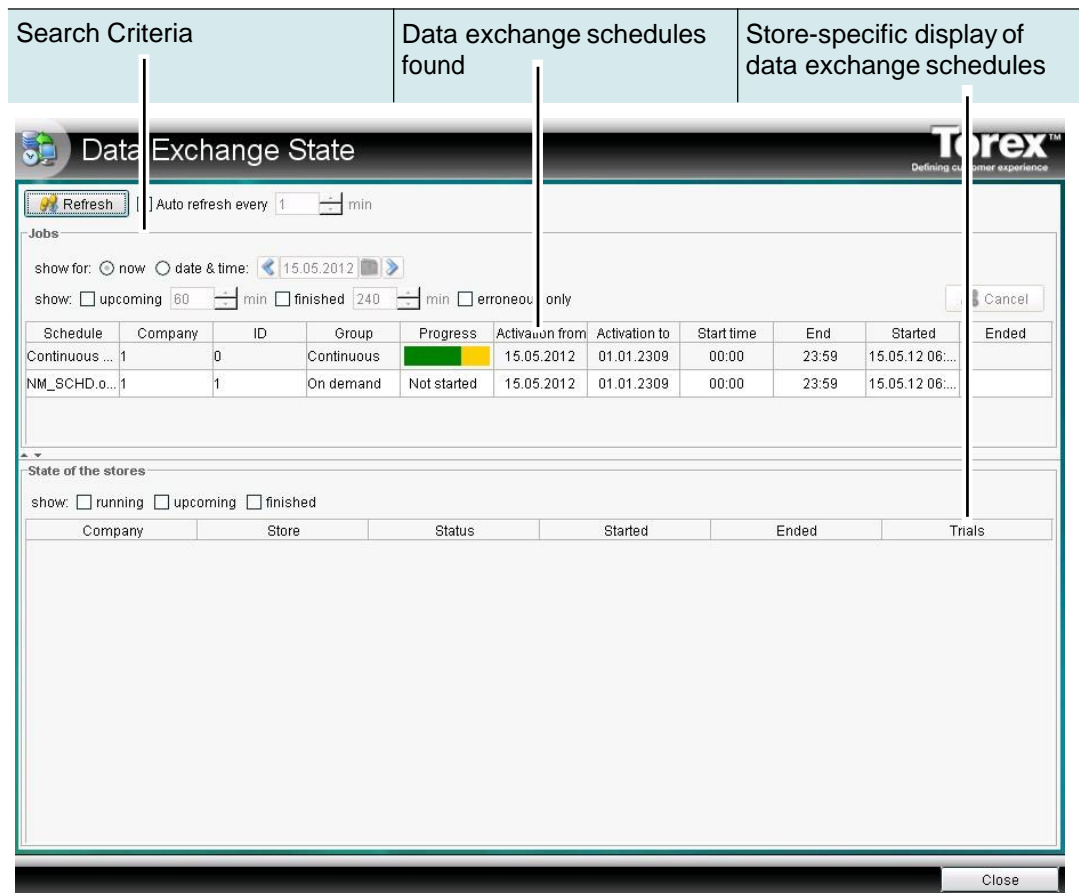 Search Criteria
Data exchange schedules found
Store-specific display of data exchange schedules
Data Exchange State
Torex™
Defining customer experience
Refresh Auto refresh every 1 min
Jobs
show for: now date & time: 15.05.2012
show: upcoming 60 min finished 240 min erroneous only Cancel
Schedule Company ID Group Progress Activation from Activation to Start time End Started Ended
Continuous ... 1 0 Continuous 15.05.2012 01.01.2309 00:00 23:59 15.05.12 06:...
NM_SCHD.o... 1 1 On demand Not started 15.05.2012 01.01.2309 00:00 23:59 15.05.12 06:...
State of the stores
show: running upcoming finished
Company Store Status Started Ended Trials
Close